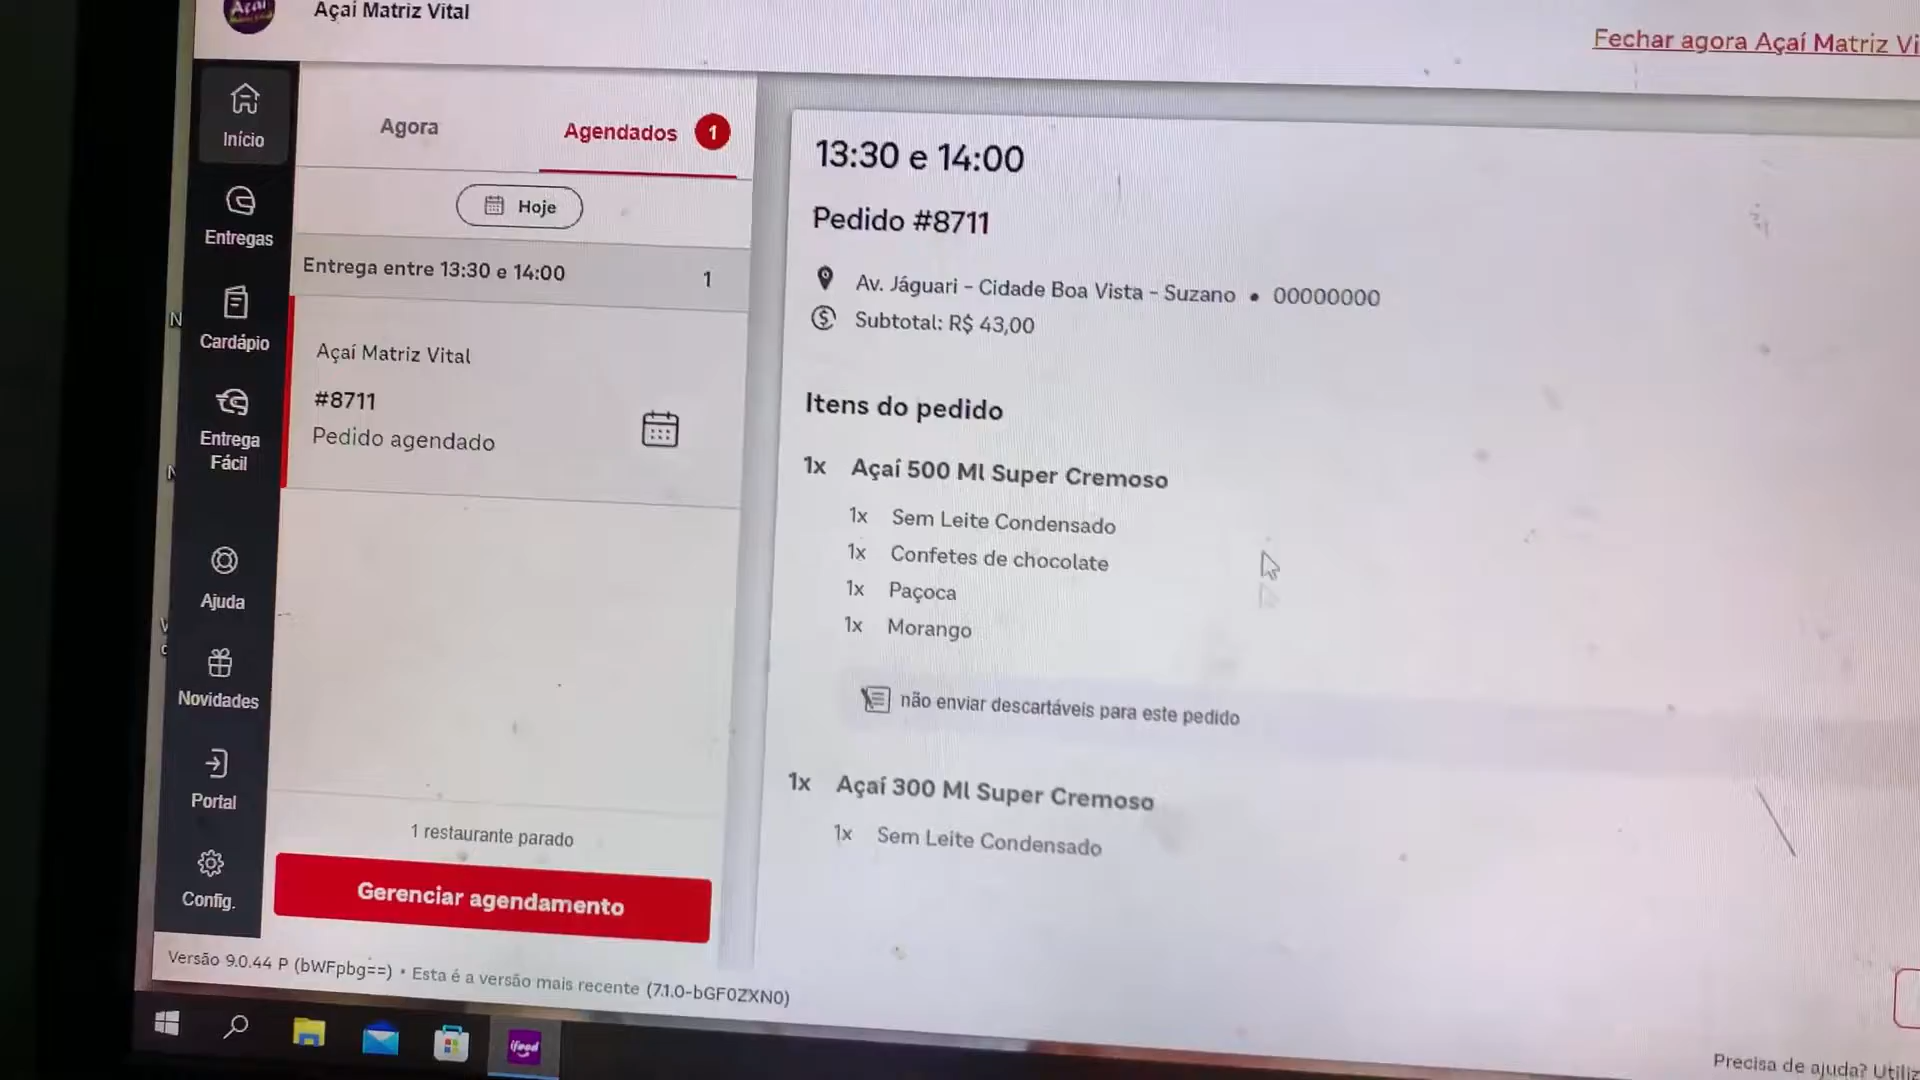 Açaí
Açaí Matriz Vital
Fechar agora Açaí Matriz Vi
Início
Entregas
Cardápio
Entrega
Fácil
Ajuda
Novidades
Portal
Config.
Agora
Agendados 1
Hoje
Entrega entre 13:30 e 14:00 1
Açaí Matriz Vital
#8711
Pedido agendado
1 restaurante parado
Gerenciar agendamento
13:30 e 14:00
Pedido #8711
Av. Jáguari - Cidade Boa Vista - Suzano • 00000000
Subtotal: R$ 43,00
Itens do pedido
1x Açaí 500 Ml Super Cremoso
1x Sem Leite Condensado
1x Confetes de chocolate
1x Paçoca
1x Morango
não enviar descartáveis para este pedido
1x Açaí 300 Ml Super Cremoso
1x Sem Leite Condensado
Versão 9.0.44 P (bWFpbg==) • Esta é a versão mais recente (7.1.0-bGF0ZXN0)
ifood
Precisa de ajuda? Utiliz